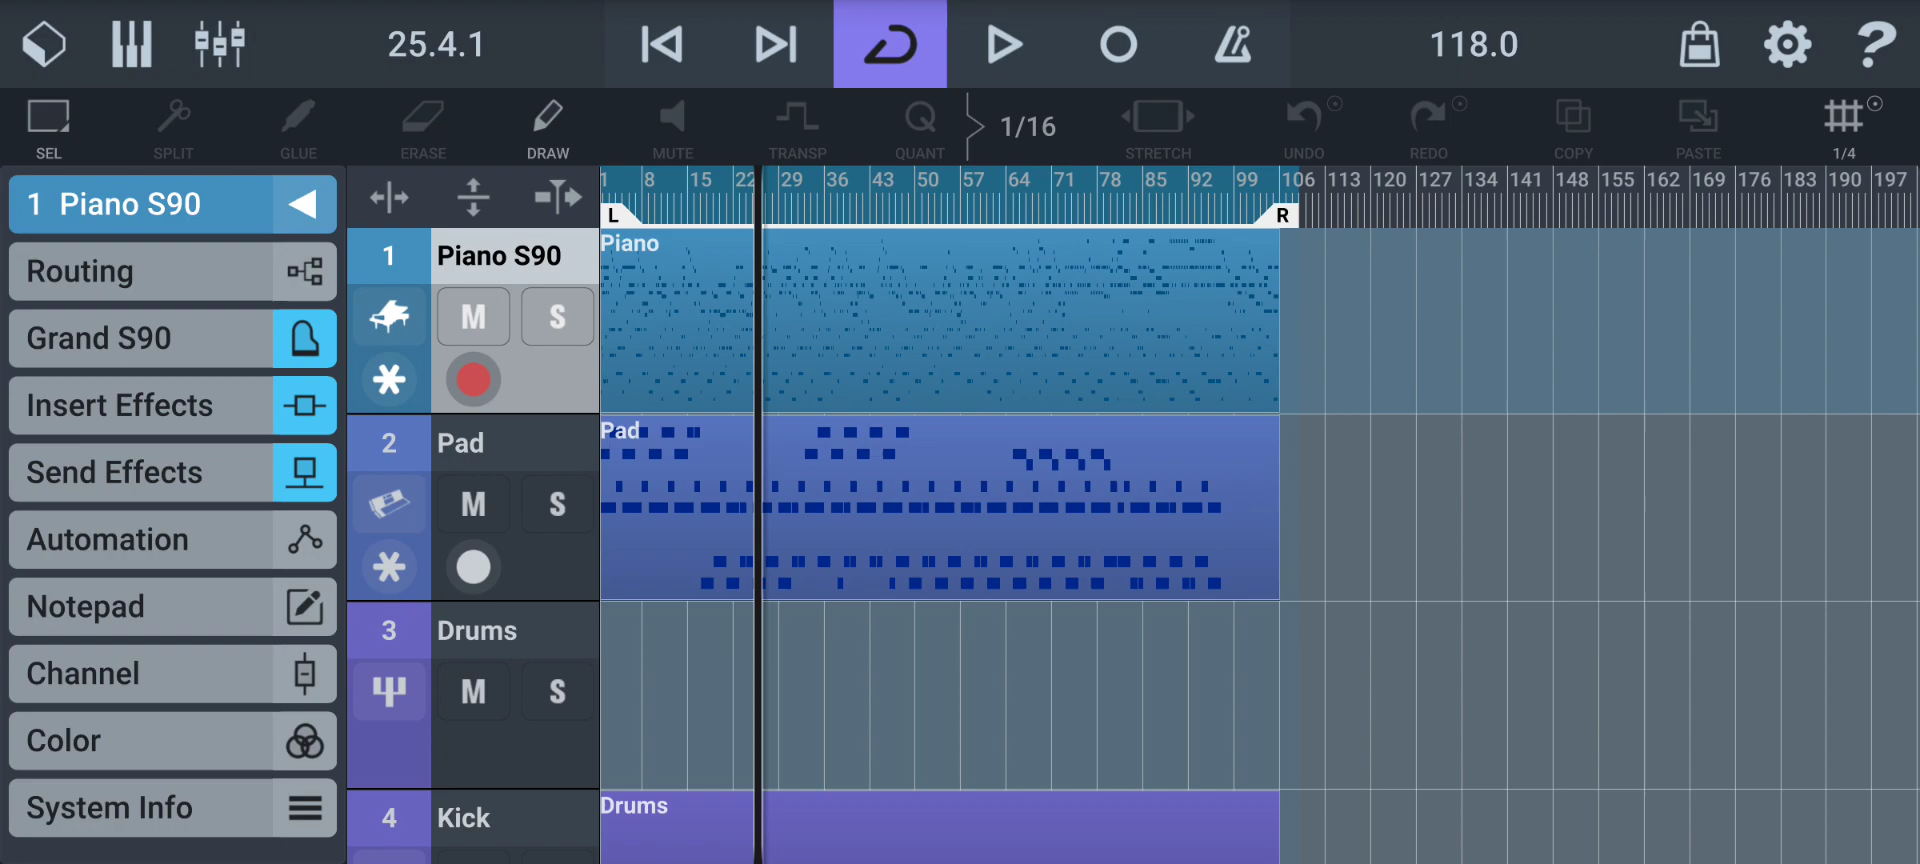 25.4.1
118.0
SEL SPLIT GLUE ERASE DRAW MUTE TRANSP QUANT 1/16 STRETCH UNDO REDO COPY PASTE 1/4
1 Piano S90
Routing
Grand S90
Insert Effects
Send Effects
Automation
Notepad
Channel
Color
System Info
1 8 15 22 29 36 43 50 57 64 71 78 85 92 99 106 113 120 127 134 141 148 155 162 169 176 183 190 197
L R
1 Piano S90
M S
Piano
2 Pad
M S
Pad
3 Drums
M S
4 Kick
Drums